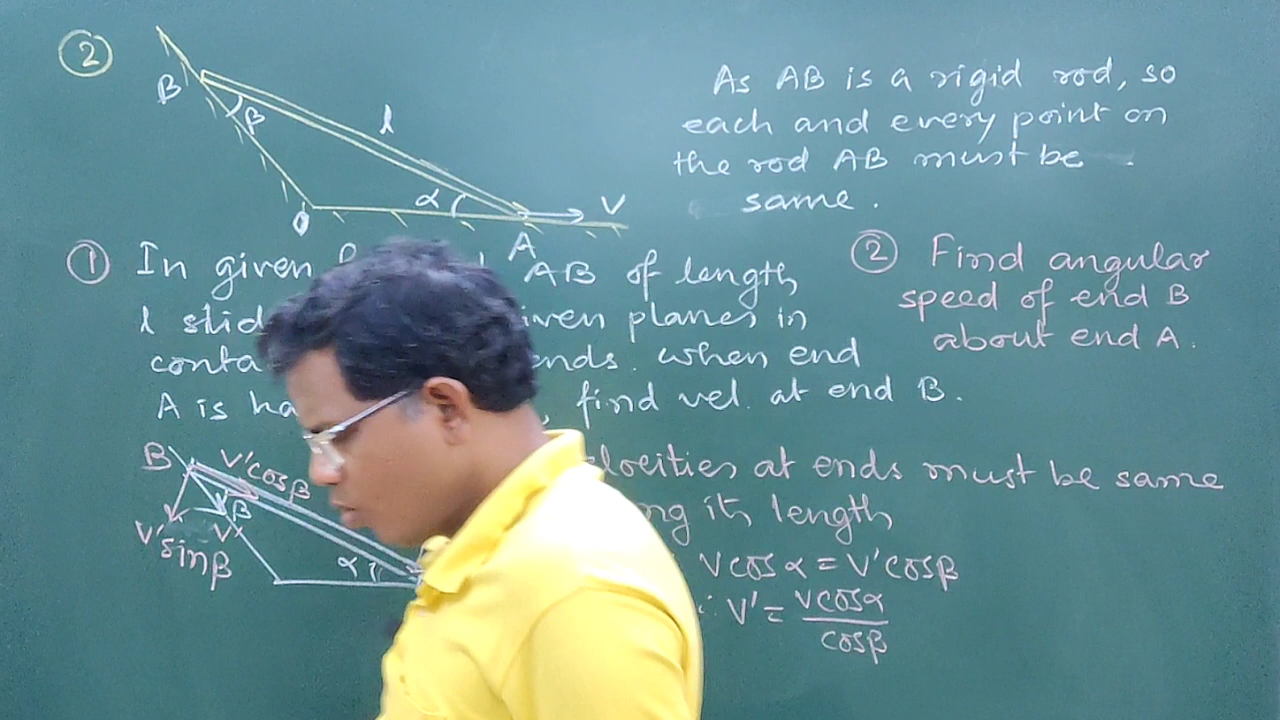 2
B
β
l
α
V
O
A
As AB is a rigid rod, so
each and every point on
the rod AB must be
same.
1 In given AB of length
l slid iven planes in
conta ends. when end
A is ha , find vel. at end B.
2 Find angular
speed of end B
about end A.
B
V'cosβ
β
V'
V'sinβ
α
locities at ends must be same
ng its length
Vcosα = V'cosβ
∴ V' = Vcosα / cosβ